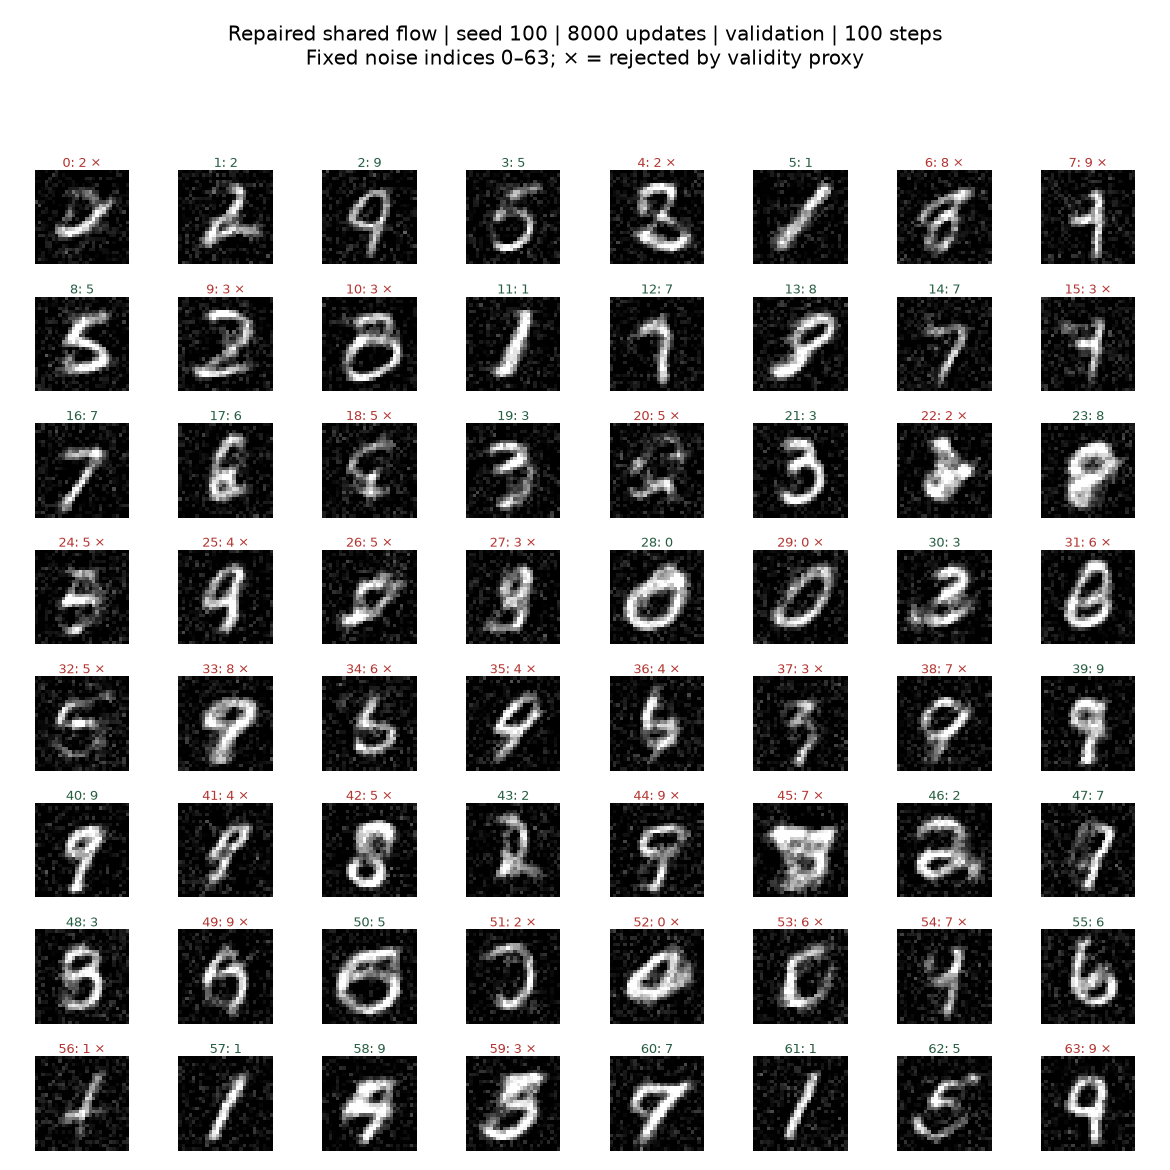 Repaired shared flow | seed 100 | 8000 updates | validation | 100 steps
Fixed noise indices 0–63; × = rejected by validity proxy
0: 2 × 1: 2 2: 9 3: 5 4: 2 × 5: 1 6: 8 × 7: 9 ×
8: 5 9: 3 × 10: 3 × 11: 1 12: 7 13: 8 14: 7 15: 3 ×
16: 7 17: 6 18: 5 × 19: 3 20: 5 × 21: 3 22: 2 × 23: 8
24: 5 × 25: 4 × 26: 5 × 27: 3 × 28: 0 29: 0 × 30: 3 31: 6 ×
32: 5 × 33: 8 × 34: 6 × 35: 4 × 36: 4 × 37: 3 × 38: 7 × 39: 9
40: 9 41: 4 × 42: 5 × 43: 2 44: 9 × 45: 7 × 46: 2 47: 7
48: 3 49: 9 × 50: 5 51: 2 × 52: 0 × 53: 6 × 54: 7 × 55: 6
56: 1 × 57: 1 58: 9 59: 3 × 60: 7 61: 1 62: 5 63: 9 ×